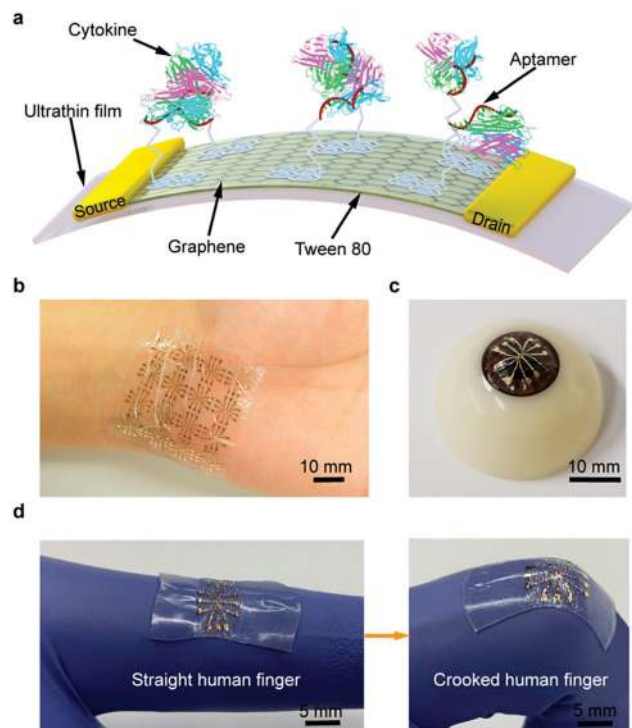 a
Cytokine
Aptamer
Ultrathin film
Source
Drain
Graphene
Tween 80
b
c
10 mm
10 mm
d
Straight human finger
Crooked human finger
5 mm
5 mm